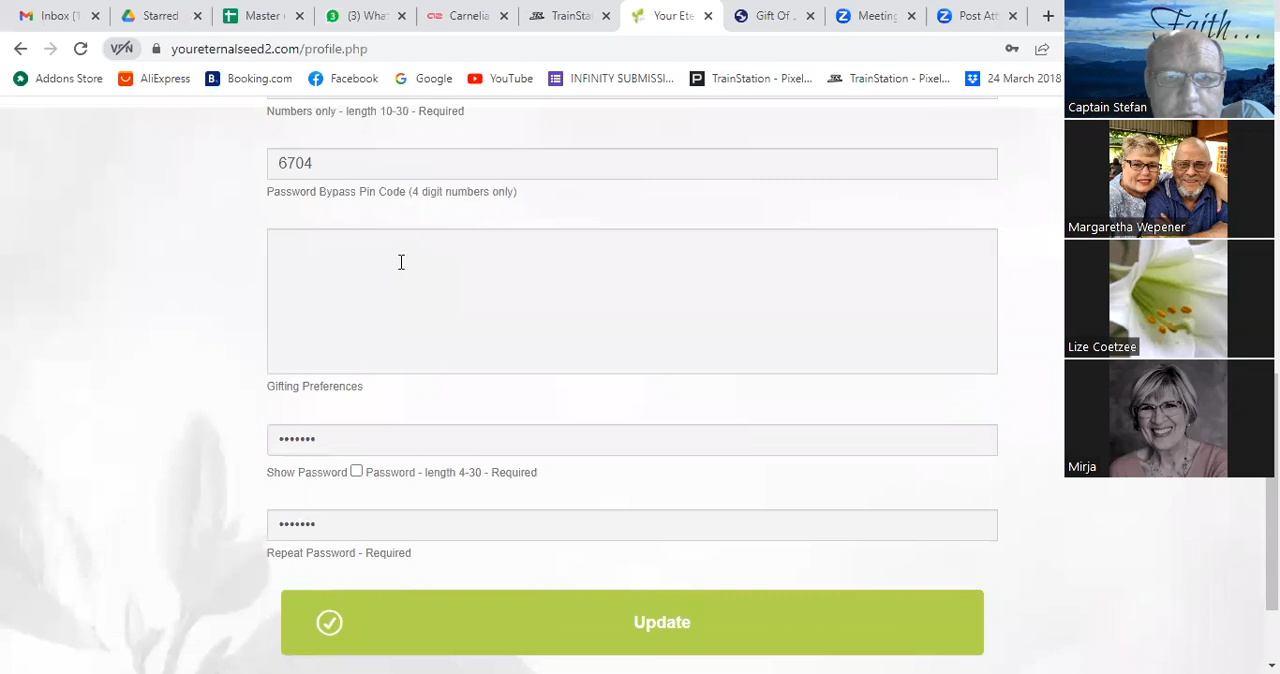 Inbox (1
Starred
Master
(3) What
Carnelia
TrainSta
Your Ete
Gift Of
Meeting
Post Att
VPN
youreternalseed2.com/profile.php
Addons Store
AliExpress
Booking.com
Facebook
Google
YouTube
INFINITY SUBMISSI...
TrainStation - Pixel...
TrainStation - Pixel...
24 March 2018
Numbers only - length 10-30 - Required
6704
Password Bypass Pin Code (4 digit numbers only)
Gifting Preferences
•••••••
Show Password Password - length 4-30 - Required
•••••••
Repeat Password - Required
Update
Faith...
Captain Stefan
Margaretha Wepener
Lize Coetzee
Mirja